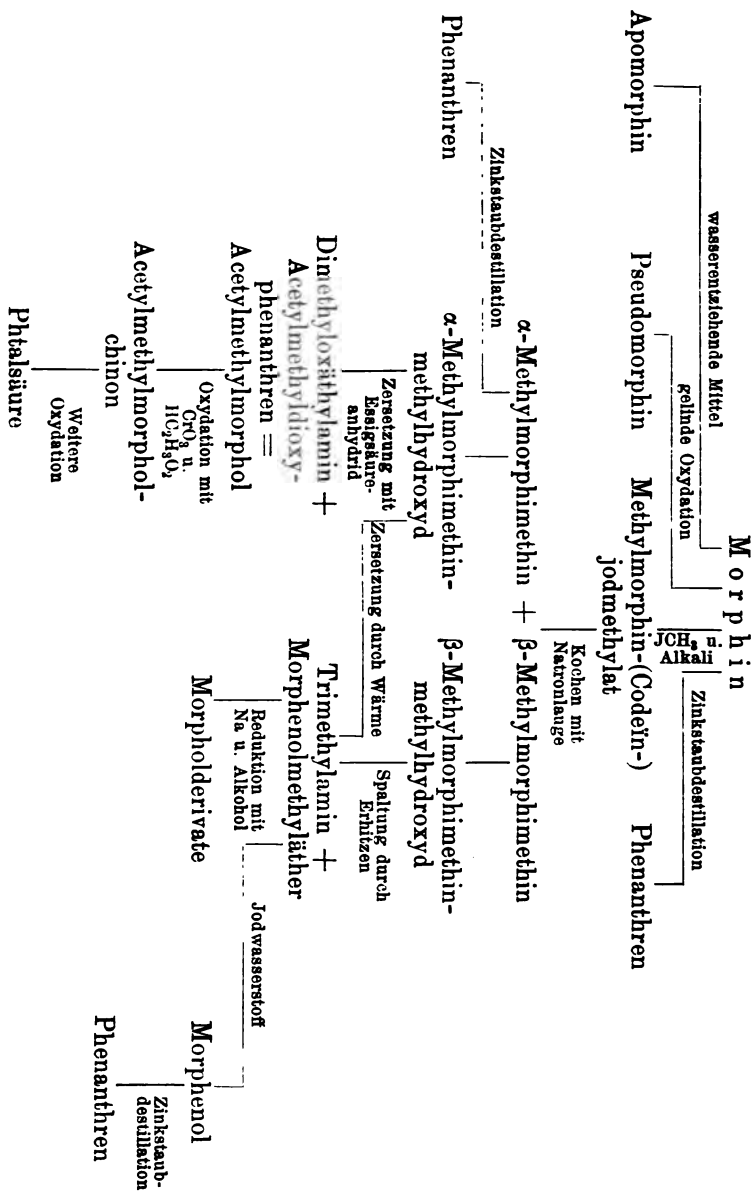 Morphin
wasserentziehende Mittel
gelinde Oxydation
JCH₃ u.
Alkali
Zinkstaubdestillation
Apomorphin
Pseudomorphin
Methylmorphin-(Codeïn-)
jodmethylat
Phenanthren
Kochen mit
Natronlauge
Zinkstaubdestillation
α-Methylmorphimethin + β-Methylmorphimethin
Phenanthren
α-Methylmorphimethin-
methylhydroxyd
β-Methylmorphimethin-
methylhydroxyd
Zersetzung mit
Essigsäure-
anhydrid
Zersetzung durch Wärme
Spaltung durch
Erhitzen
Dimethyloxäthylamin +
Acetylmethyldioxy-
phenanthren =
Acetylmethylmorphol
Trimethylamin +
Morphenolmethyläther
Oxydation mit
CrO₃ u.
HC₂H₃O₂
Reduktion mit
Na u. Alkohol
Jodwasserstoff
Acetylmethylmorphol-
chinon
Morpholderivate
Morphenol
Weitere
Oxydation
Zinkstaub-
destillation
Phtalsäure
Phenanthren